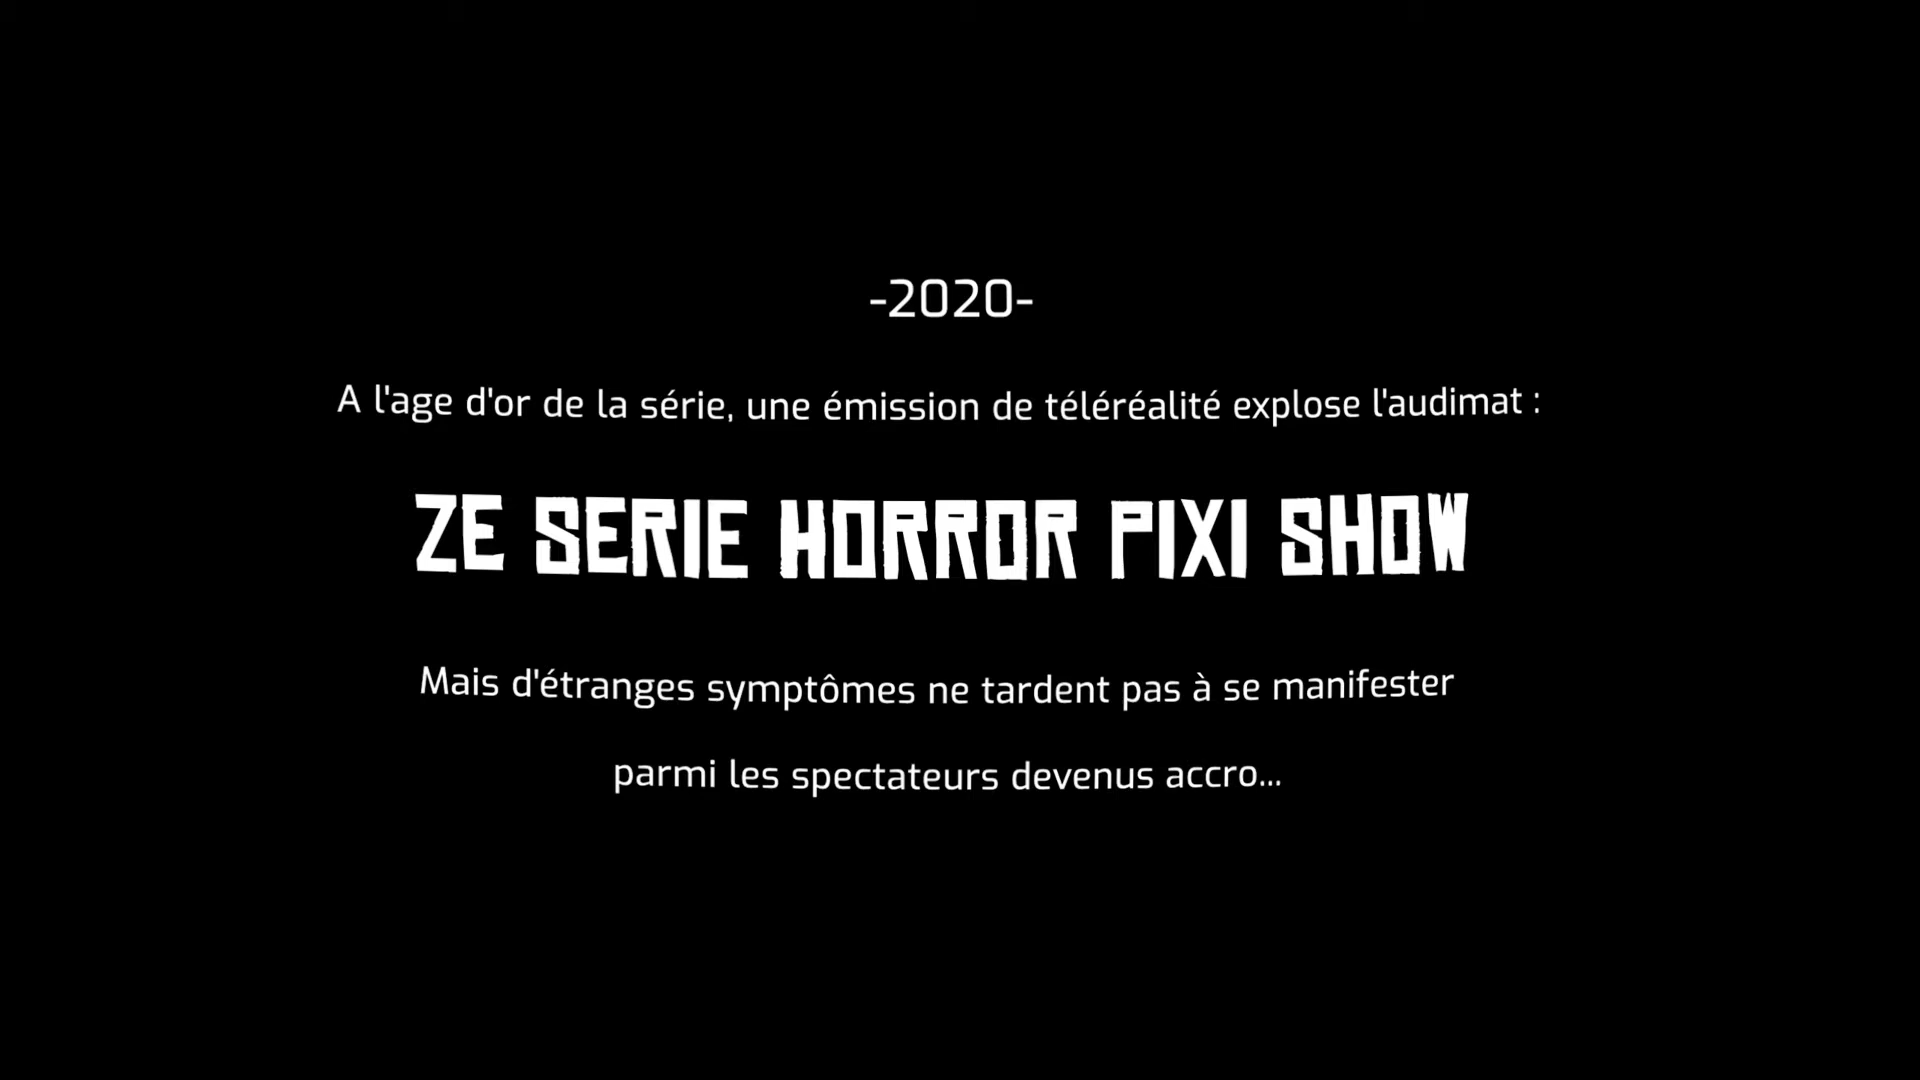 -2020-
A l'age d'or de la série, une émission de téléréalité explose l'audimat :
ZE SERIE HORROR PIXI SHOW
Mais d'étranges symptômes ne tardent pas à se manifester
parmi les spectateurs devenus accro...